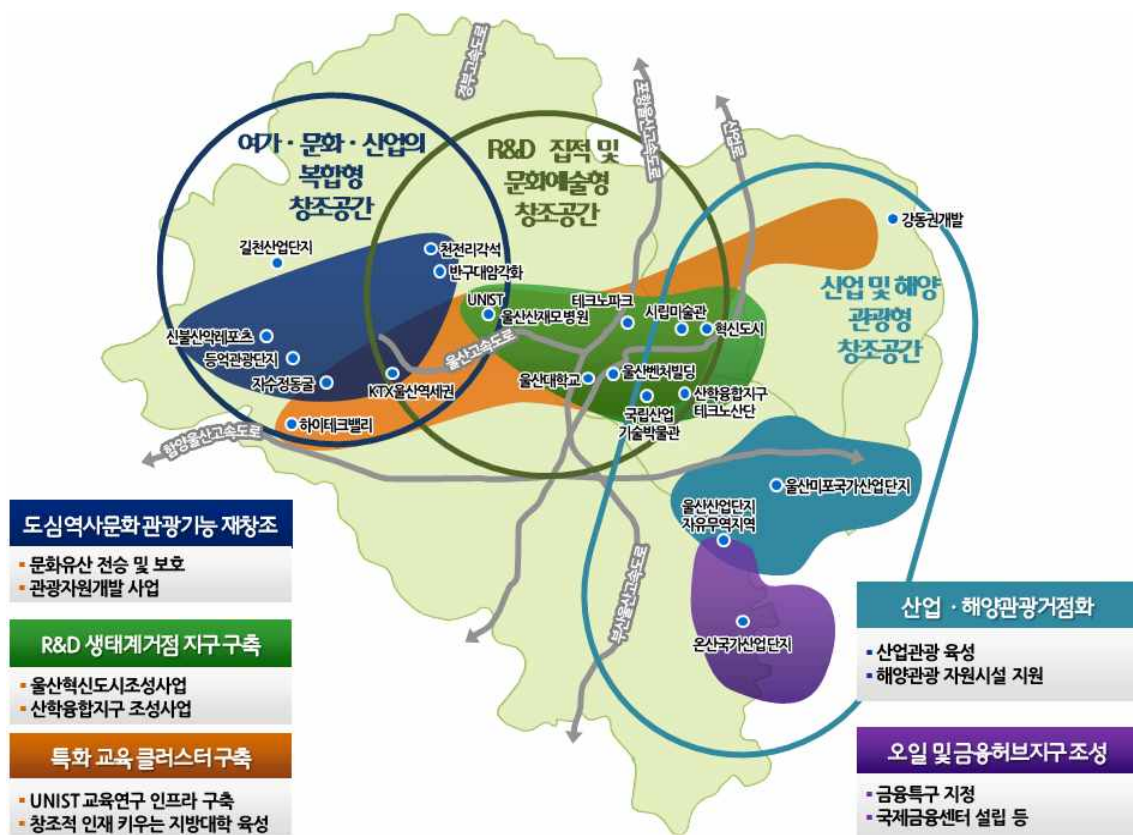 경부고속도로
포항울산고속도로
산업로
여가 · 문화 · 산업의
복합형
창조공간
R&D 집적 및
문화예술형
창조공간
산업 및 해양
관광형
창조공간
강동권개발
길천산업단지
천전리각석
반구대암각화
UNIST
울산산재모병원
테크노파크
시립미술관
혁신도시
신불산악레포츠
등억관광단지
자수정동굴
KTX울산역세권
울산고속도로
울산대학교
울산벤처빌딩
국립산업
기술박물관
산학융합지구
테크노산단
하이테크밸리
함양울산고속도로
울산미포국가산업단지
울산산업단지
자유무역지역
부산울산고속도로
온산국가산업단지
도심역사문화 관광기능 재창조
문화유산 전승 및 보호
관광자원개발 사업
R&D 생태계거점 지구 구축
울산혁신도시조성사업
산학융합지구 조성사업
특화 교육 클러스터 구축
UNIST 교육연구 인프라 구축
창조적 인재 키우는 지방대학 육성
산업 · 해양관광거점화
산업관광 육성
해양관광 자원시설 지원
오일 및 금융허브지구 조성
금융특구 지정
국제금융센터 설립 등